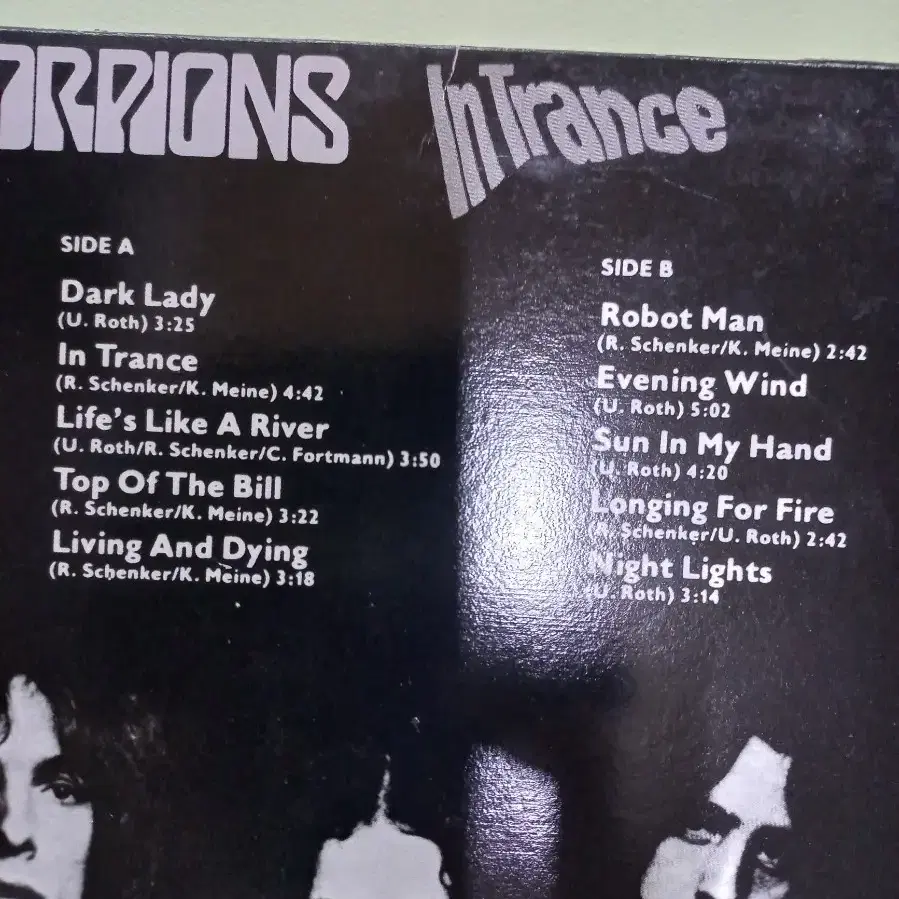 ORPIONS
In Trance
SIDE A
Dark Lady
(U. Roth) 3:25
In Trance
(R. Schenker/K. Meine) 4:42
Life's Like A River
(U. Roth/R. Schenker/C. Fortmann) 3:50
Top Of The Bill
(R. Schenker/K. Meine) 3:22
Living And Dying
(R. Schenker/K. Meine) 3:18
SIDE B
Robot Man
(R. Schenker/K. Meine) 2:42
Evening Wind
(U. Roth) 5:02
Sun In My Hand
(U. Roth) 4:20
Longing For Fire
(R. Schenker/U. Roth) 2:42
Night Lights
(U. Roth) 3:14